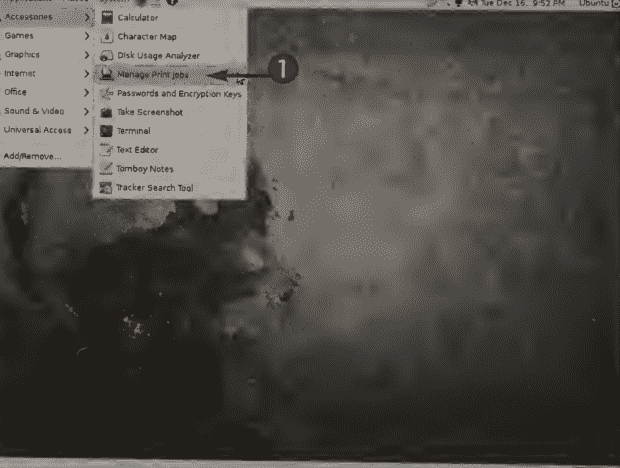 Tue Dec 16, 9:52 PM Ubuntu
Accessories
Games
Graphics
Internet
Office
Sound & Video
Universal Access
Add/Remove...
Calculator
Character Map
Disk Usage Analyzer
Manage Print Jobs
Passwords and Encryption Keys
Take Screenshot
Terminal
Text Editor
Tomboy Notes
Tracker Search Tool
1